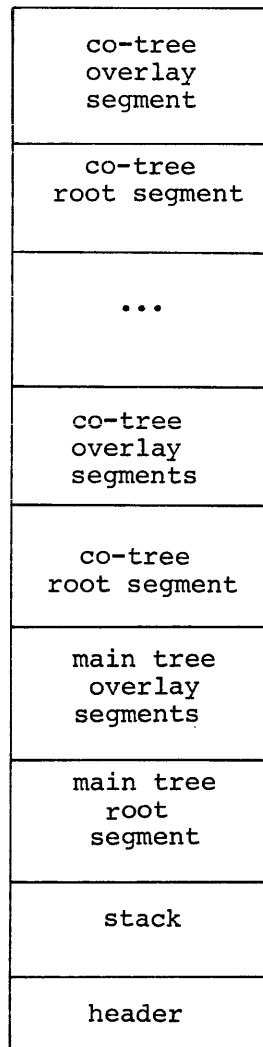 co-tree
overlay
segment
co-tree
root segment
...
co-tree
overlay
segments
co-tree
root segment
main tree
overlay
segments
main tree
root
segment
stack
header